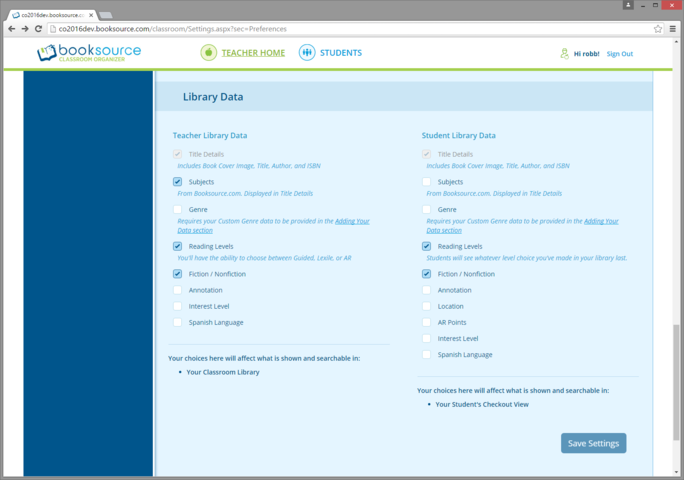 co2016dev.booksource.co
co2016dev.booksource.com/classroom/Settings.aspx?sec=Preferences
booksource
CLASSROOM ORGANIZER
TEACHER HOME
STUDENTS
Hi robb!
Sign Out
Library Data
Teacher Library Data
Title Details
Includes Book Cover Image, Title, Author, and ISBN
Subjects
From Booksource.com, Displayed in Title Details
Genre
Requires your Custom Genre data to be provided in the Adding Your
Data section
Reading Levels
You'll have the ability to choose between Guided, Lexile, or AR
Fiction / Nonfiction
Annotation
Interest Level
Spanish Language
Your choices here will affect what is shown and searchable in:
• Your Classroom Library
Student Library Data
Title Details
Includes Book Cover Image, Title, Author, and ISBN
Subjects
From Booksource.com, Displayed in Title Details
Genre
Requires your Custom Genre data to be provided in the Adding Your
Data section
Reading Levels
Students will see whatever level choice you've made in your library last.
Fiction / Nonfiction
Annotation
Location
AR Points
Interest Level
Spanish Language
Your choices here will affect what is shown and searchable in:
• Your Student's Checkout View
Save Settings